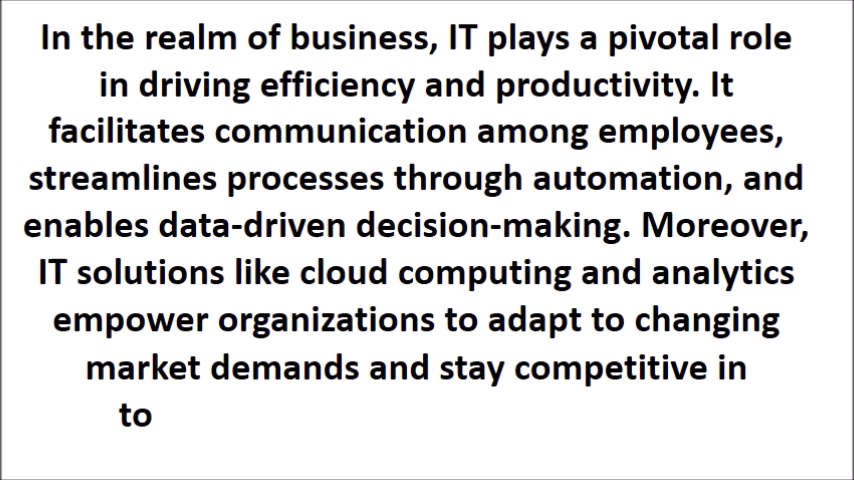 In the realm of business, IT plays a pivotal role
in driving efficiency and productivity. It
facilitates communication among employees,
streamlines processes through automation, and
enables data-driven decision-making. Moreover,
IT solutions like cloud computing and analytics
empower organizations to adapt to changing
market demands and stay competitive in
to